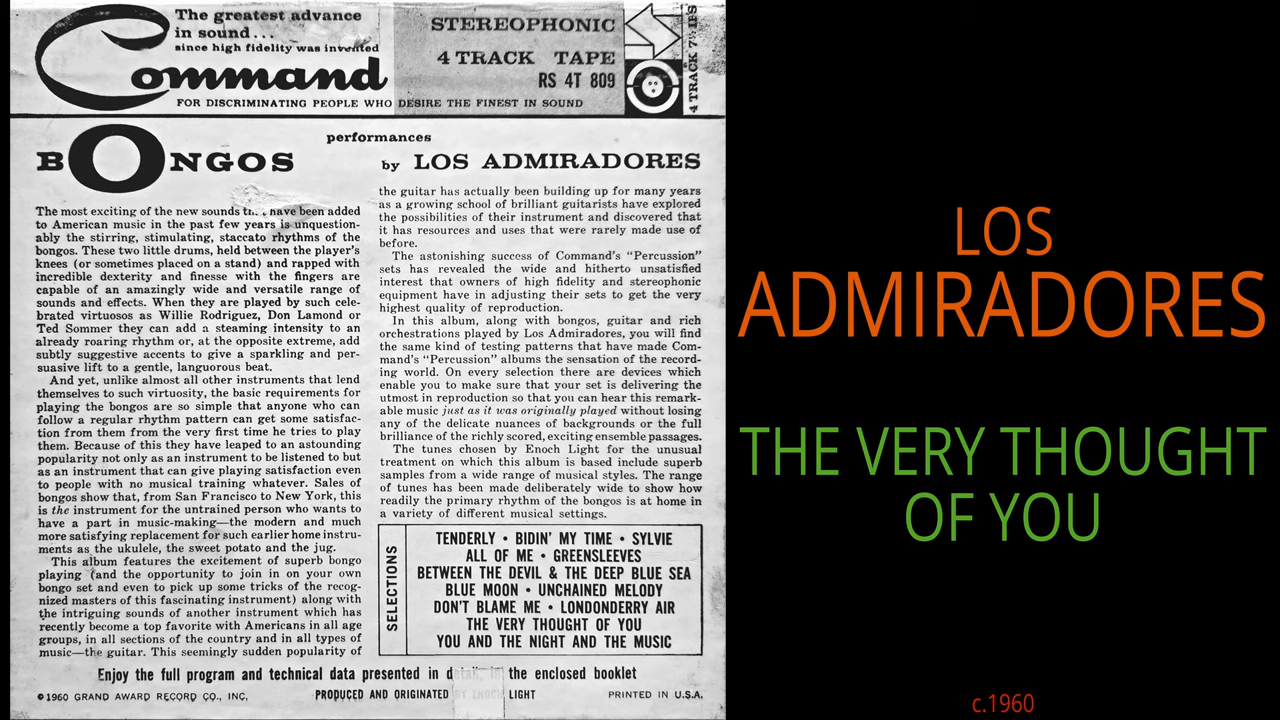 The greatest advance
in sound...
since high fidelity was invented
Command
FOR DISCRIMINATING PEOPLE WHO DESIRE THE FINEST IN SOUND
STEREOPHONIC
4 TRACK TAPE
RS 4T 809
4 TRACK 7½ IPS
BONGOS
performances
by LOS ADMIRADORES
The most exciting of the new sounds th.. have been added
to American music in the past few years is unquestion-
ably the stirring, stimulating, staccato rhythms of the
bongos. These two little drums, held between the player's
knees (or sometimes placed on a stand) and rapped with
incredible dexterity and finesse with the fingers are
capable of an amazingly wide and versatile range of
sounds and effects. When they are played by such cele-
brated virtuosos as Willie Rodriguez, Don Lamond or
Ted Sommer they can add a steaming intensity to an
already roaring rhythm or, at the opposite extreme, add
subtly suggestive accents to give a sparkling and per-
suasive lift to a gentle, languorous beat.
And yet, unlike almost all other instruments that lend
themselves to such virtuosity, the basic requirements for
playing the bongos are so simple that anyone who can
follow a regular rhythm pattern can get some satisfac-
tion from them from the very first time he tries to play
them. Because of this they have leaped to an astounding
popularity not only as an instrument to be listened to but
as an instrument that can give playing satisfaction even
to people with no musical training whatever. Sales of
bongos show that, from San Francisco to New York, this
is the instrument for the untrained person who wants to
have a part in music-making—the modern and much
more satisfying replacement for such earlier home instru-
ments as the ukulele, the sweet potato and the jug.
This album features the excitement of superb bongo
playing (and the opportunity to join in on your own
bongo set and even to pick up some tricks of the recog-
nized masters of this fascinating instrument) along with
the intriguing sounds of another instrument which has
recently become a top favorite with Americans in all age
groups, in all sections of the country and in all types of
music—the guitar. This seemingly sudden popularity of
the guitar has actually been building up for many years
as a growing school of brilliant guitarists have explored
the possibilities of their instrument and discovered that
it has resources and uses that were rarely made use of
before.
The astonishing success of Command's "Percussion"
sets has revealed the wide and hitherto unsatisfied
interest that owners of high fidelity and stereophonic
equipment have in adjusting their sets to get the very
highest quality of reproduction.
In this album, along with bongos, guitar and rich
orchestrations played by Los Admiradores, you will find
the same kind of testing patterns that have made Com-
mand's "Percussion" albums the sensation of the record-
ing world. On every selection there are devices which
enable you to make sure that your set is delivering the
utmost in reproduction so that you can hear this remark-
able music just as it was originally played without losing
any of the delicate nuances of backgrounds or the full
brilliance of the richly scored, exciting ensemble passages.
The tunes chosen by Enoch Light for the unusual
treatment on which this album is based include superb
samples from a wide range of musical styles. The range
of tunes has been made deliberately wide to show how
readily the primary rhythm of the bongos is at home in
a variety of different musical settings.
SELECTIONS
TENDERLY • BIDIN' MY TIME • SYLVIE
ALL OF ME • GREENSLEEVES
BETWEEN THE DEVIL & THE DEEP BLUE SEA
BLUE MOON • UNCHAINED MELODY
DON'T BLAME ME • LONDONDERRY AIR
THE VERY THOUGHT OF YOU
YOU AND THE NIGHT AND THE MUSIC
Enjoy the full program and technical data presented in detail, in the enclosed booklet
©1960 GRAND AWARD RECORD CO., INC.
PRODUCED AND ORIGINATED BY ENOCH LIGHT
PRINTED IN U.S.A.
LOS
ADMIRADORES
THE VERY THOUGHT
OF YOU
c.1960